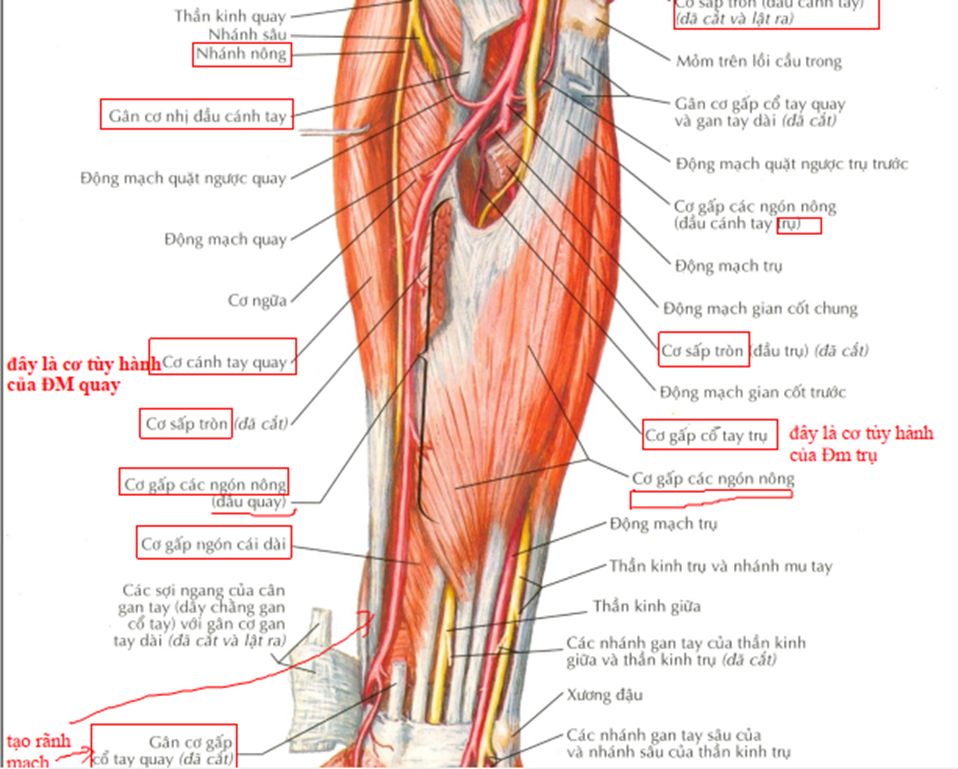 Thần kinh quay
Nhánh sâu
Nhánh nông
Gân cơ nhị đầu cánh tay
Động mạch quặt ngược quay
Động mạch quay
Cơ ngửa
đây là cơ tùy hành
của ĐM quay
Cơ cánh tay quay
Cơ sấp tròn (đã cắt)
Cơ gấp các ngón nông
(đầu quay)
Cơ gấp ngón cái dài
Các sợi ngang của cân
gan tay (dây chằng gan
cổ tay) với gân cơ gan
tay dài (đã cắt và lật ra)
tạo rãnh
mạch
Gân cơ gấp
cổ tay quay (đã cắt)
Cơ sấp tròn (đầu cánh tay)
(đã cắt và lật ra)
Mỏm trên lồi cầu trong
Gân cơ gấp cổ tay quay
và gan tay dài (đã cắt)
Động mạch quặt ngược trụ trước
Cơ gấp các ngón nông
(đầu cánh tay trụ)
Động mạch trụ
Động mạch gian cốt chung
Cơ sấp tròn (đầu trụ) (đã cắt)
Động mạch gian cốt trước
Cơ gấp cổ tay trụ
đây là cơ tùy hành
của Đm trụ
Cơ gấp các ngón nông
Động mạch trụ
Thần kinh trụ và nhánh mu tay
Thần kinh giữa
Các nhánh gan tay của thần kinh
giữa và thần kinh trụ (đã cắt)
Xương đậu
Các nhánh gan tay sâu của
và nhánh sâu của thần kinh trụ